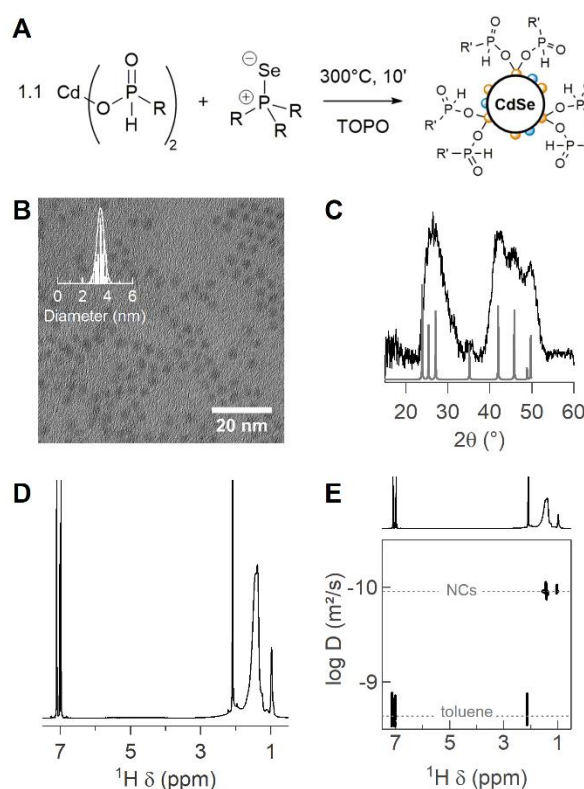 A
1.1 Cd O P O H R 2 + Se P R R R ⊖ ⊕ 300°C, 10' TOPO
R' P O H O
O P O H R'
CdSe
B
0 2 4 6
Diameter (nm)
20 nm
C
20 30 40 50 60
2θ (°)
D
7 5 3 1
¹H δ (ppm)
E
log D (m²/s)
-10
NCs
-9
toluene
7 5 3 1
¹H δ (ppm)